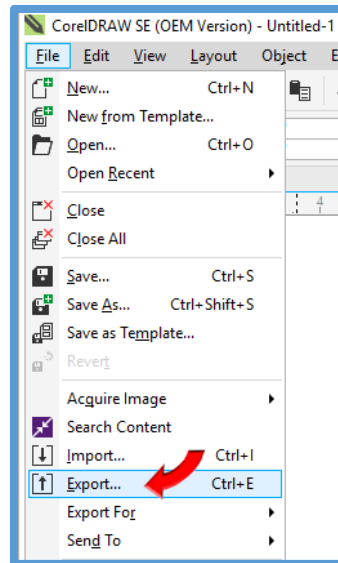 CorelDRAW SE (OEM Version) - Untitled-1
File Edit View Layout Object E
New... Ctrl+N
New from Template...
Open... Ctrl+O
Open Recent
4
Close
Close All
Save... Ctrl+S
Save As... Ctrl+Shift+S
Save as Template...
Revert
Acquire Image
Search Content
Import... Ctrl+I
Export... Ctrl+E
Export For
Send To